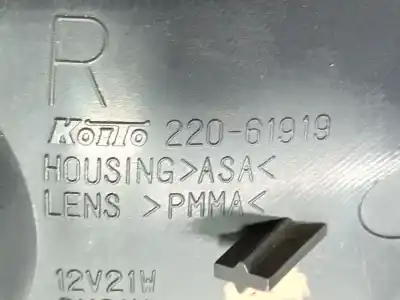 R
KOITO 220-61919
HOUSING>ASA<
LENS >PMMA<
12V21W